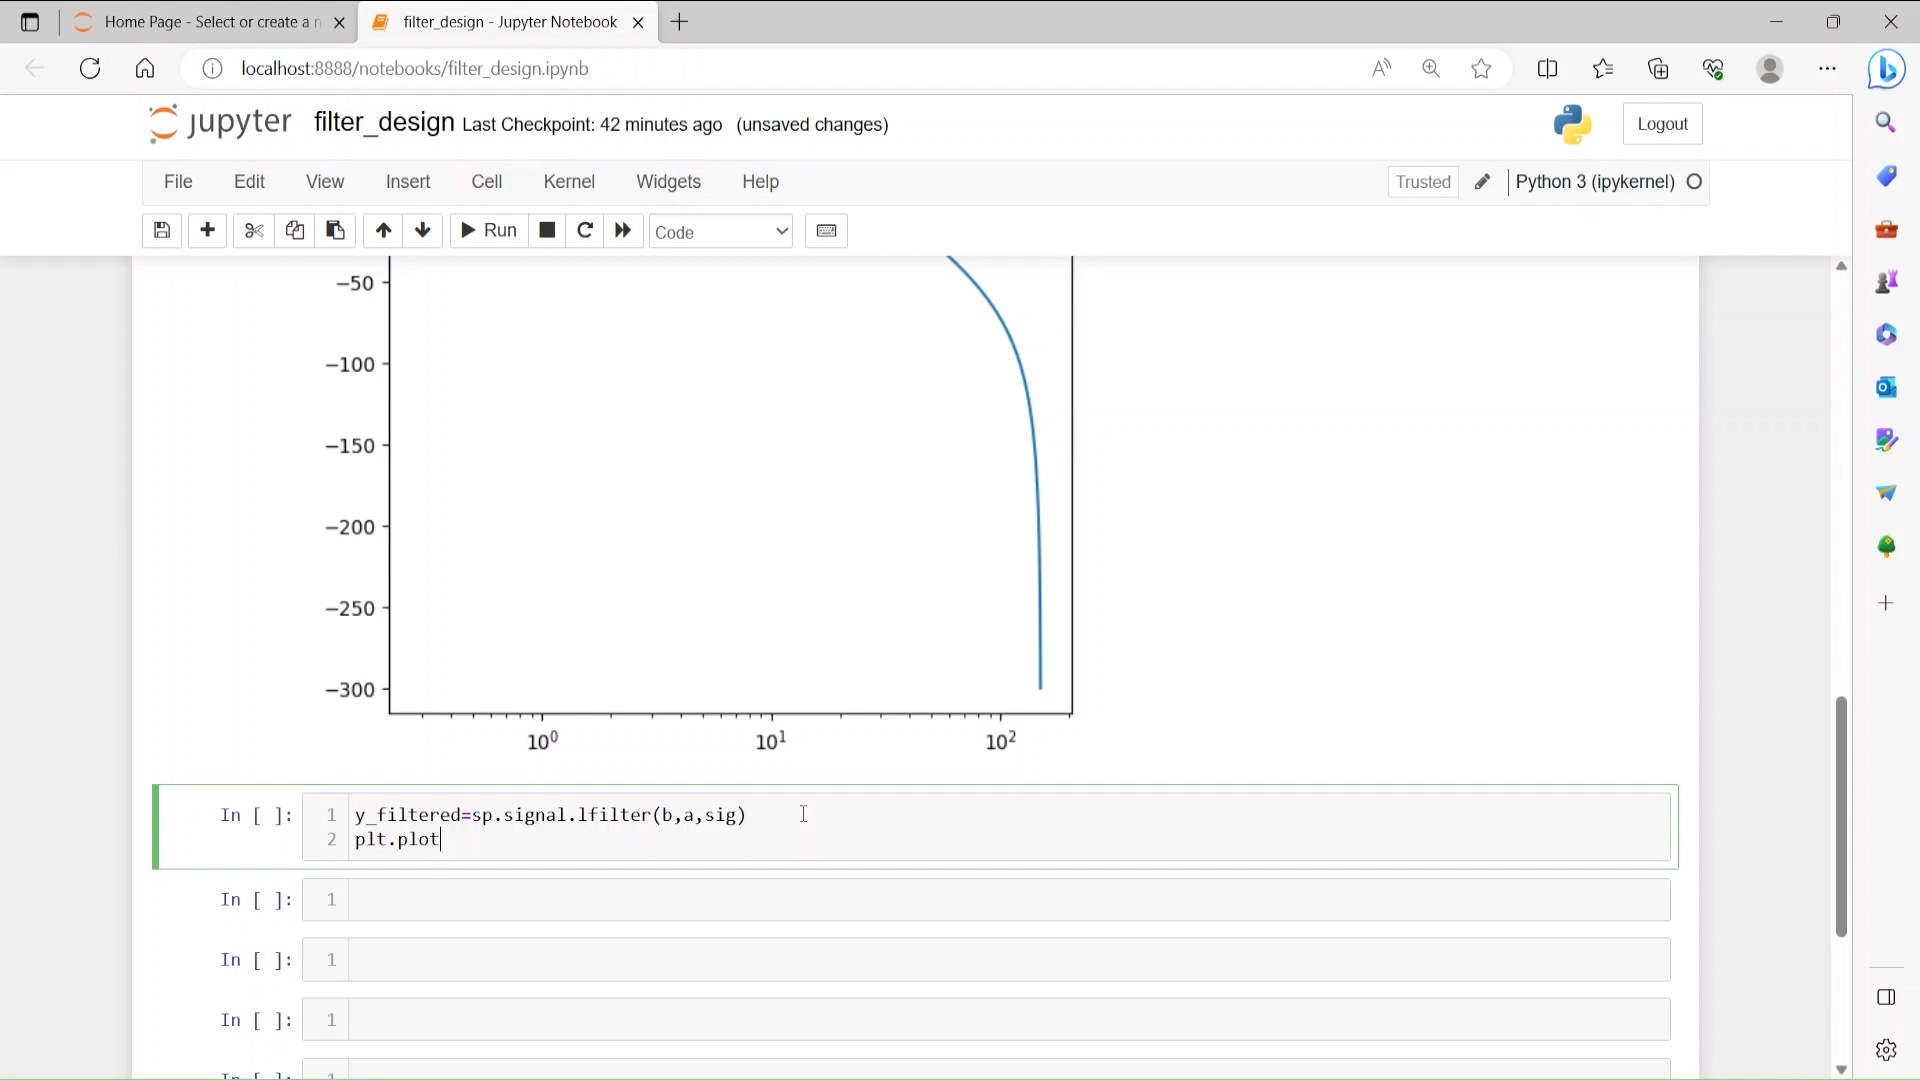 Home Page - Select or create a n
filter_design - Jupyter Notebook
localhost:8888/notebooks/filter_design.ipynb
jupyter filter_design Last Checkpoint: 42 minutes ago (unsaved changes)
Logout
File Edit View Insert Cell Kernel Widgets Help
Trusted
Python 3 (ipykernel)
Run
Code
−50
−100
−150
−200
−250
−300
10⁰ 10¹ 10²
In [ ]: 1 y_filtered=sp.signal.lfilter(b,a,sig)
2 plt.plot
In [ ]: 1
In [ ]: 1
In [ ]: 1
In [ ]: 1